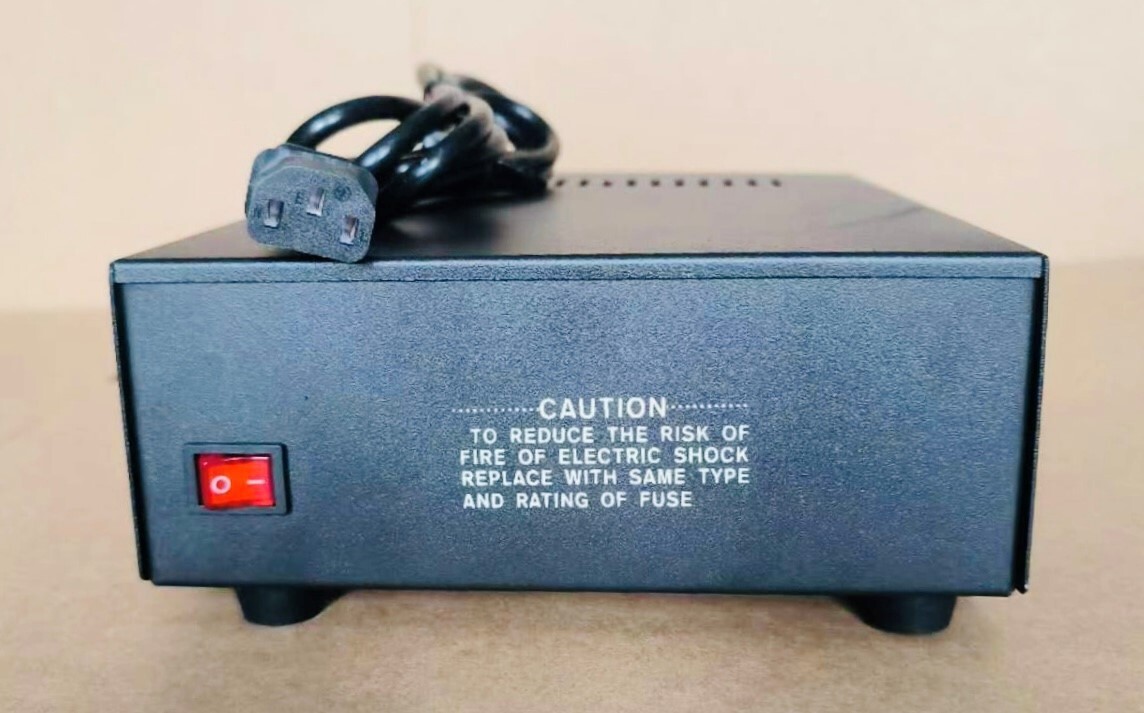 CAUTION
TO REDUCE THE RISK OF
FIRE OF ELECTRIC SHOCK
REPLACE WITH SAME TYPE
AND RATING OF FUSE
O –
E
N